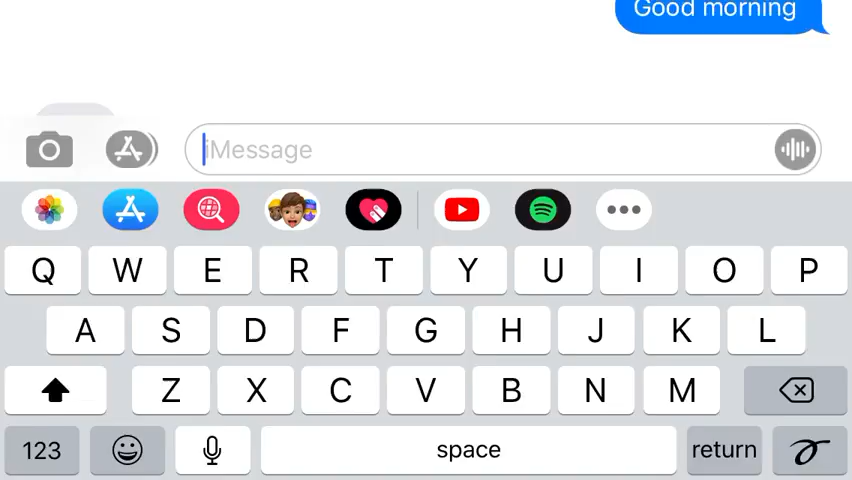 Good morning
iMessage
Q W E R T Y U I O P
A S D F G H J K L
Z X C V B N M
123 space return